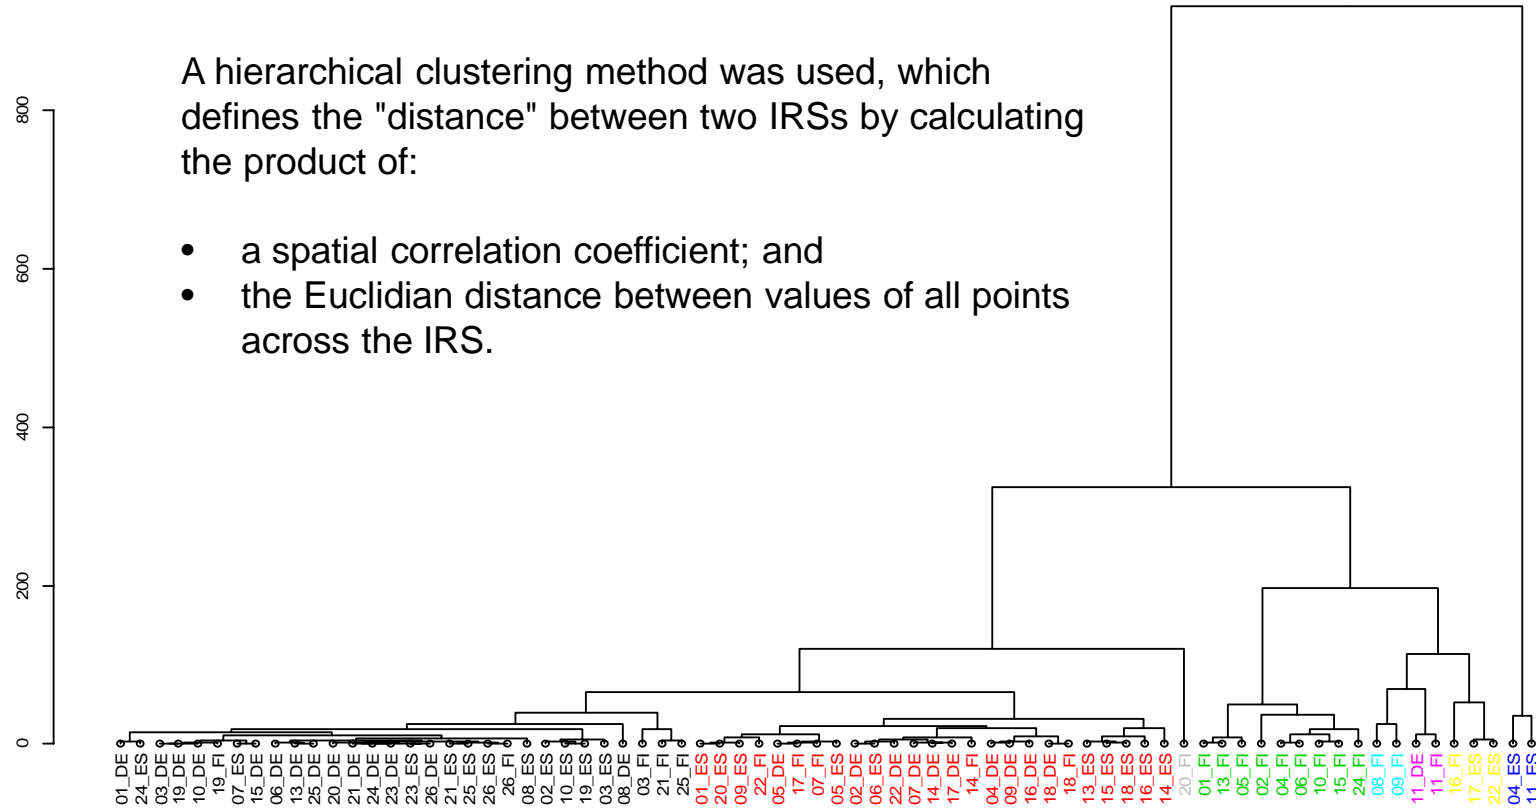 A hierarchical clustering method was used, which
defines the "distance" between two IRSs by calculating
the product of:
• a spatial correlation coefficient; and
• the Euclidian distance between values of all points
across the IRS.
800
600
400
200
0
01_DE
24_ES
03_DE
19_DE
10_DE
19_FI
07_ES
15_DE
06_DE
13_DE
25_DE
20_DE
21_DE
24_DE
23_DE
23_ES
26_DE
21_ES
25_ES
26_ES
26_FI
08_ES
02_ES
10_ES
19_ES
03_ES
08_DE
03_FI
21_FI
25_FI
01_ES
20_ES
09_ES
22_FI
05_DE
17_FI
07_FI
05_ES
02_DE
06_ES
22_DE
07_DE
14_DE
17_DE
14_FI
04_DE
09_DE
16_DE
18_DE
18_FI
13_ES
15_ES
18_ES
16_ES
14_ES
20_FI
01_FI
13_FI
05_FI
02_FI
04_FI
06_FI
10_FI
15_FI
24_FI
08_FI
09_FI
11_DE
11_FI
16_FI
17_ES
22_ES
04_ES
11_ES